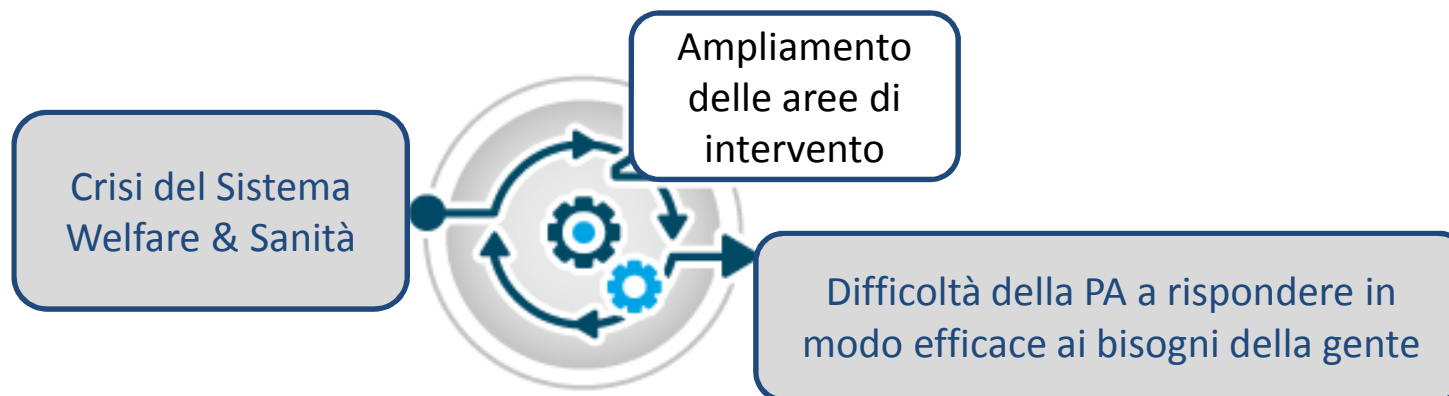 Ampliamento
delle aree di
intervento
Crisi del Sistema
Welfare & Sanità
Difficoltà della PA a rispondere in
modo efficace ai bisogni della gente